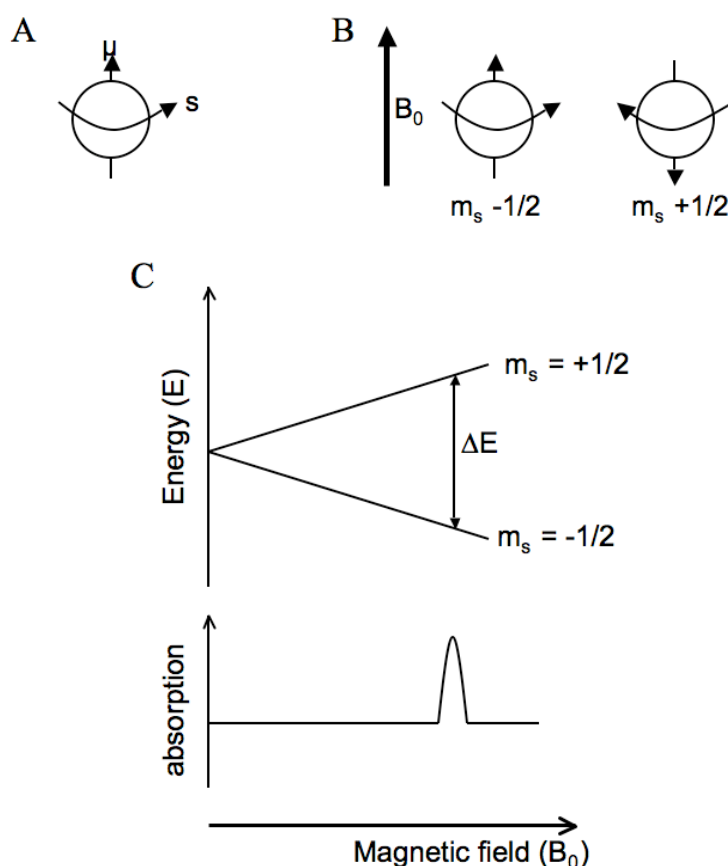 A
μ
s
B
B₀
mₛ -1/2
mₛ +1/2
C
Energy (E)
mₛ = +1/2
ΔE
mₛ = -1/2
absorption
Magnetic field (B₀)